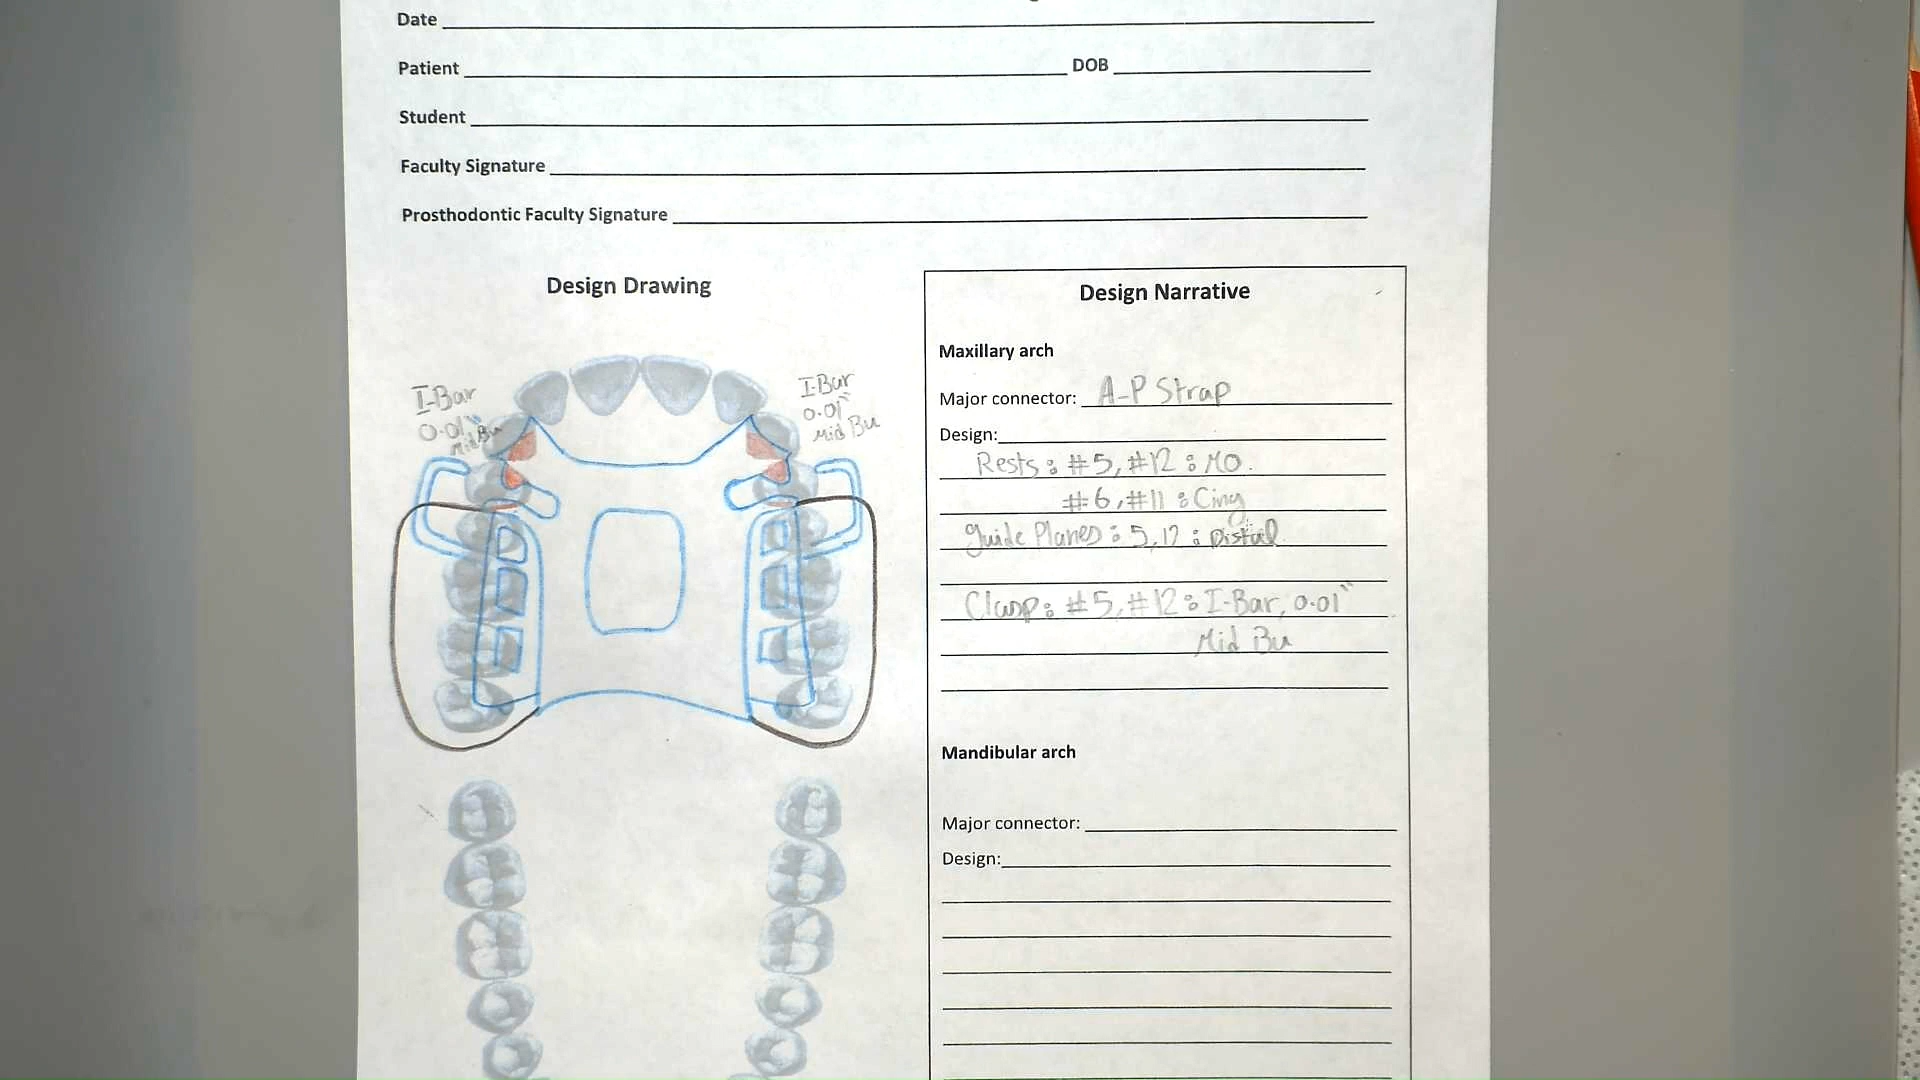 Date
Patient DOB
Student
Faculty Signature
Prosthodontic Faculty Signature
Design Drawing
I-Bar
0.01"
Mid Bu
I-Bar
0.01"
Mid Bu
Design Narrative
Maxillary arch
Major connector: A-P Strap
Design:
Rests: #5, #12: MO.
#6, #11: Cing
guide Planes: 5,12: Distal
Clasp: #5, #12: I-Bar, 0.01"
Mid Bu
Mandibular arch
Major connector:
Design: